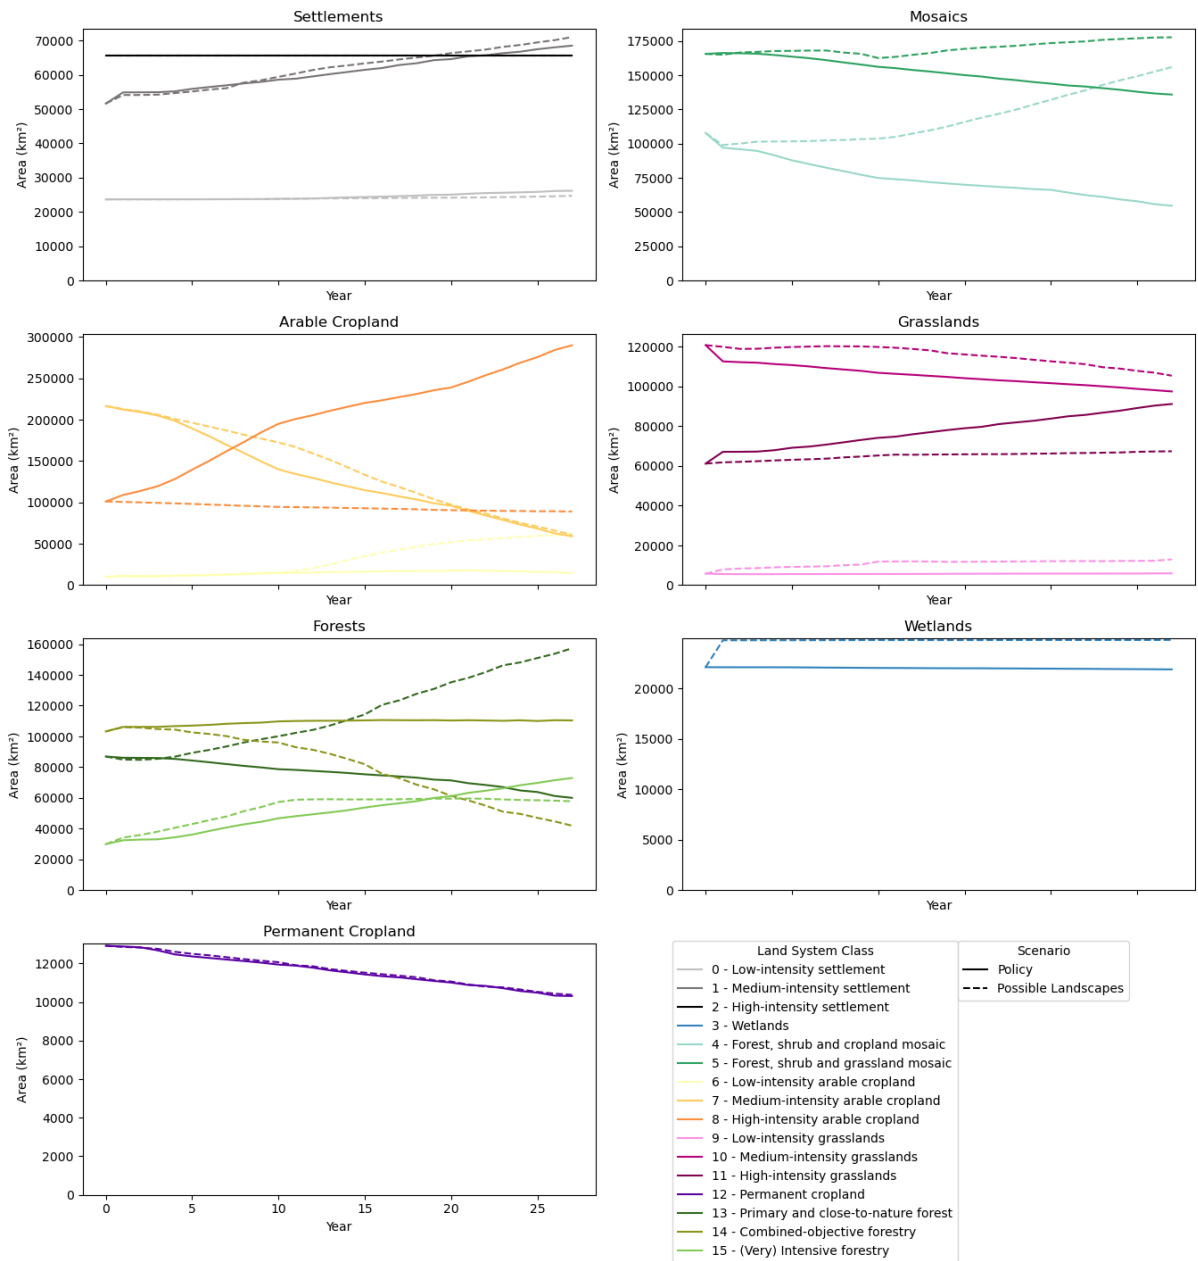 Settlements
70000
60000
50000
40000
30000
20000
10000
0
Area (km²)
Year
Mosaics
175000
150000
125000
100000
75000
50000
25000
0
Area (km²)
Year
Arable Cropland
300000
250000
200000
150000
100000
50000
0
Area (km²)
Year
Grasslands
120000
100000
80000
60000
40000
20000
0
Area (km²)
Year
Forests
160000
140000
120000
100000
80000
60000
40000
20000
0
Area (km²)
Year
Wetlands
20000
15000
10000
5000
0
Area (km²)
Year
Permanent Cropland
12000
10000
8000
6000
4000
2000
0
Area (km²)
0 5 10 15 20 25
Year
Land System Class
0 - Low-intensity settlement
1 - Medium-intensity settlement
2 - High-intensity settlement
3 - Wetlands
4 - Forest, shrub and cropland mosaic
5 - Forest, shrub and grassland mosaic
6 - Low-intensity arable cropland
7 - Medium-intensity arable cropland
8 - High-intensity arable cropland
9 - Low-intensity grasslands
10 - Medium-intensity grasslands
11 - High-intensity grasslands
12 - Permanent cropland
13 - Primary and close-to-nature forest
14 - Combined-objective forestry
15 - (Very) Intensive forestry
Scenario
Policy
Possible Landscapes